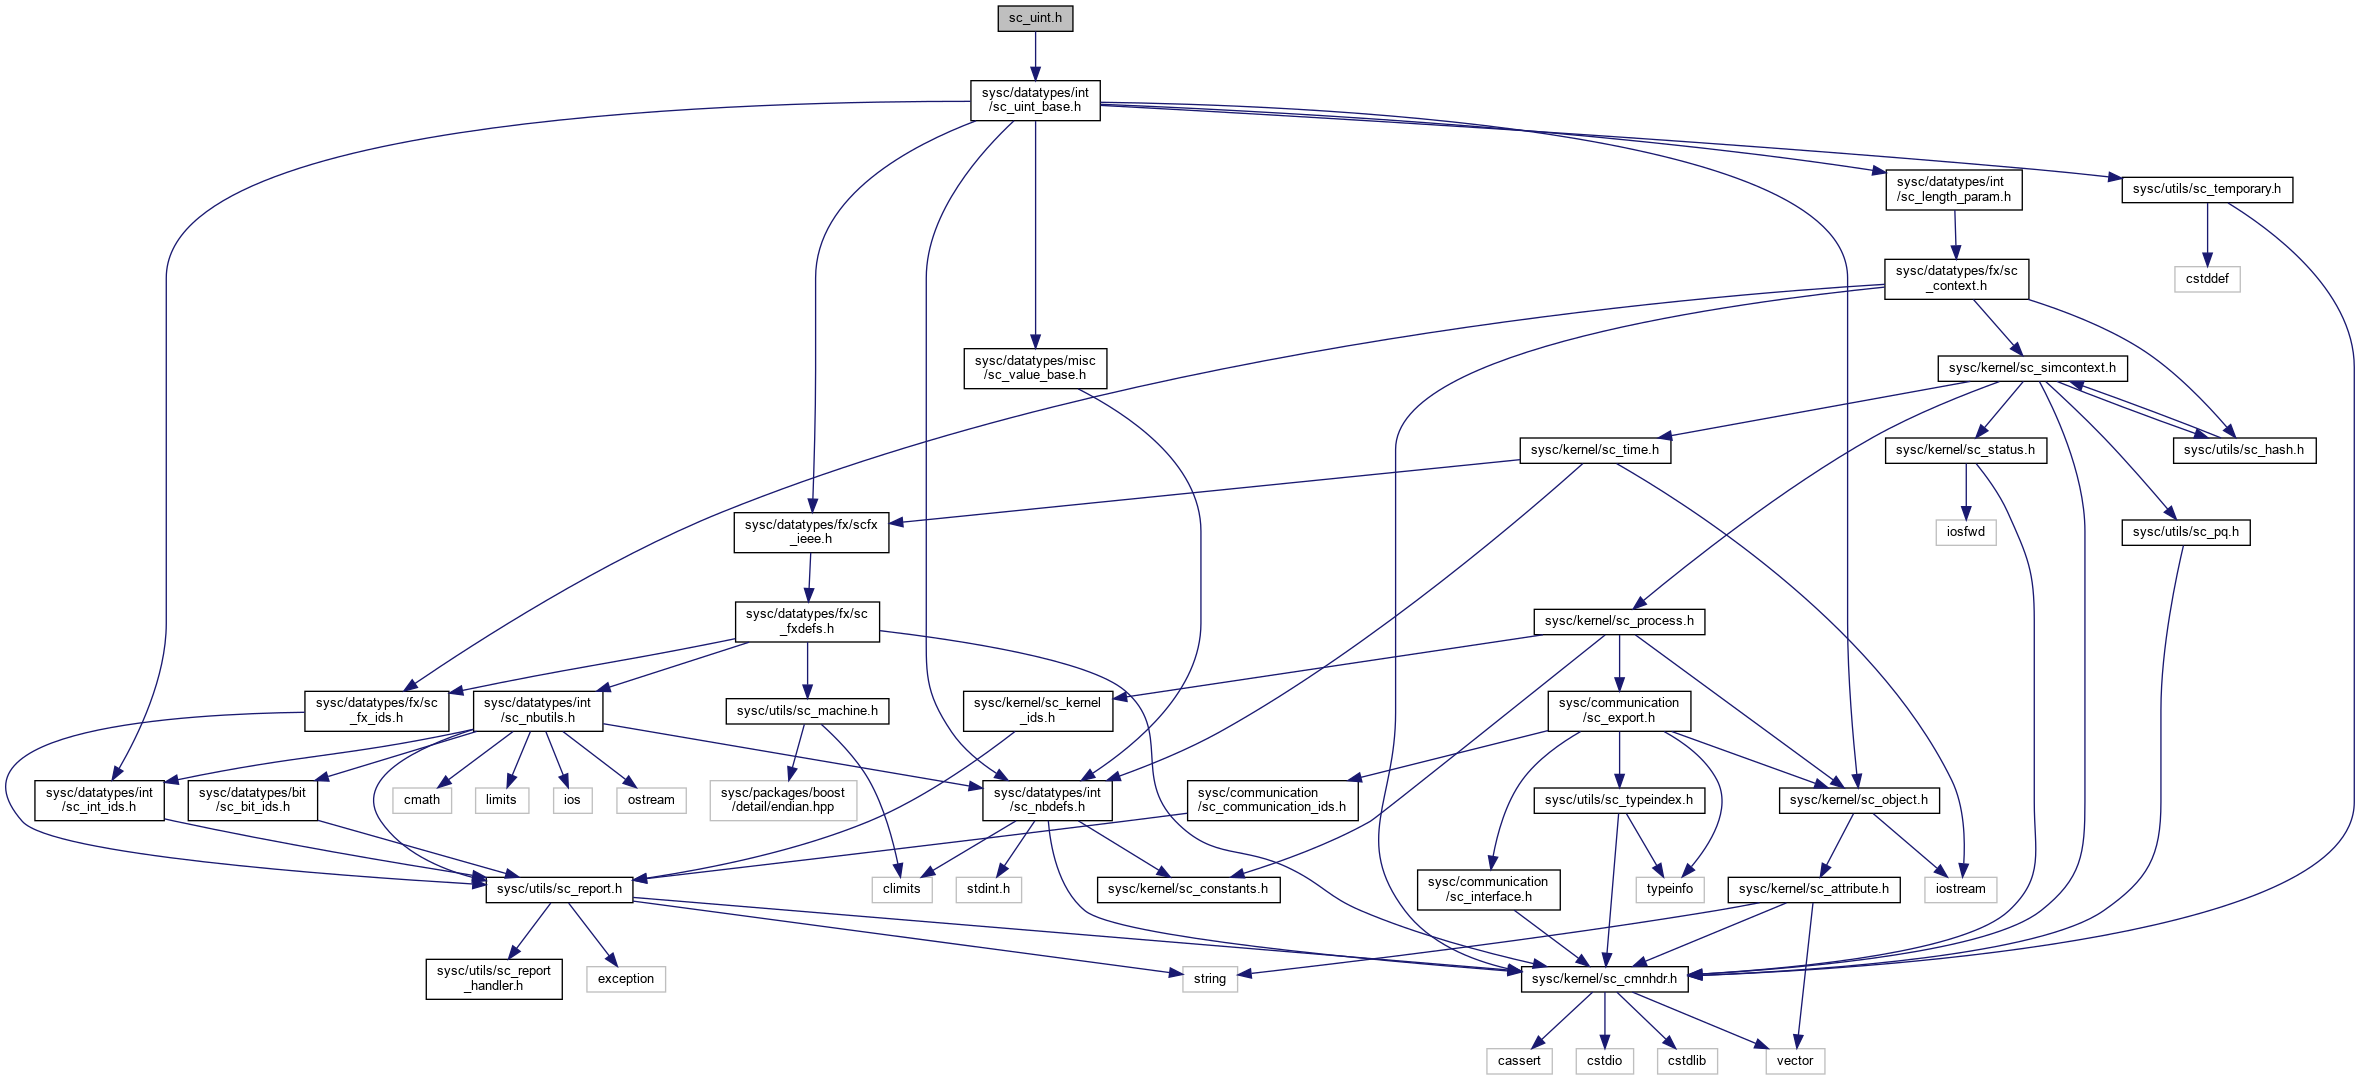 sc_uint.h
sysc/datatypes/int
/sc_uint_base.h
sysc/datatypes/int
/sc_length_param.h
sysc/utils/sc_temporary.h
sysc/datatypes/fx/sc
_context.h
cstddef
sysc/datatypes/misc
/sc_value_base.h
sysc/kernel/sc_simcontext.h
sysc/kernel/sc_time.h
sysc/kernel/sc_status.h
sysc/utils/sc_hash.h
sysc/datatypes/fx/scfx
_ieee.h
iosfwd
sysc/utils/sc_pq.h
sysc/datatypes/fx/sc
_fxdefs.h
sysc/kernel/sc_process.h
sysc/datatypes/fx/sc
_fx_ids.h
sysc/datatypes/int
/sc_nbutils.h
sysc/utils/sc_machine.h
sysc/kernel/sc_kernel
_ids.h
sysc/communication
/sc_export.h
sysc/datatypes/int
/sc_int_ids.h
sysc/datatypes/bit
/sc_bit_ids.h
cmath
limits
ios
ostream
sysc/packages/boost
/detail/endian.hpp
sysc/datatypes/int
/sc_nbdefs.h
sysc/communication
/sc_communication_ids.h
sysc/utils/sc_typeindex.h
sysc/kernel/sc_object.h
sysc/utils/sc_report.h
climits
stdint.h
sysc/kernel/sc_constants.h
sysc/communication
/sc_interface.h
typeinfo
sysc/kernel/sc_attribute.h
iostream
sysc/utils/sc_report
_handler.h
exception
string
sysc/kernel/sc_cmnhdr.h
cassert
cstdio
cstdlib
vector